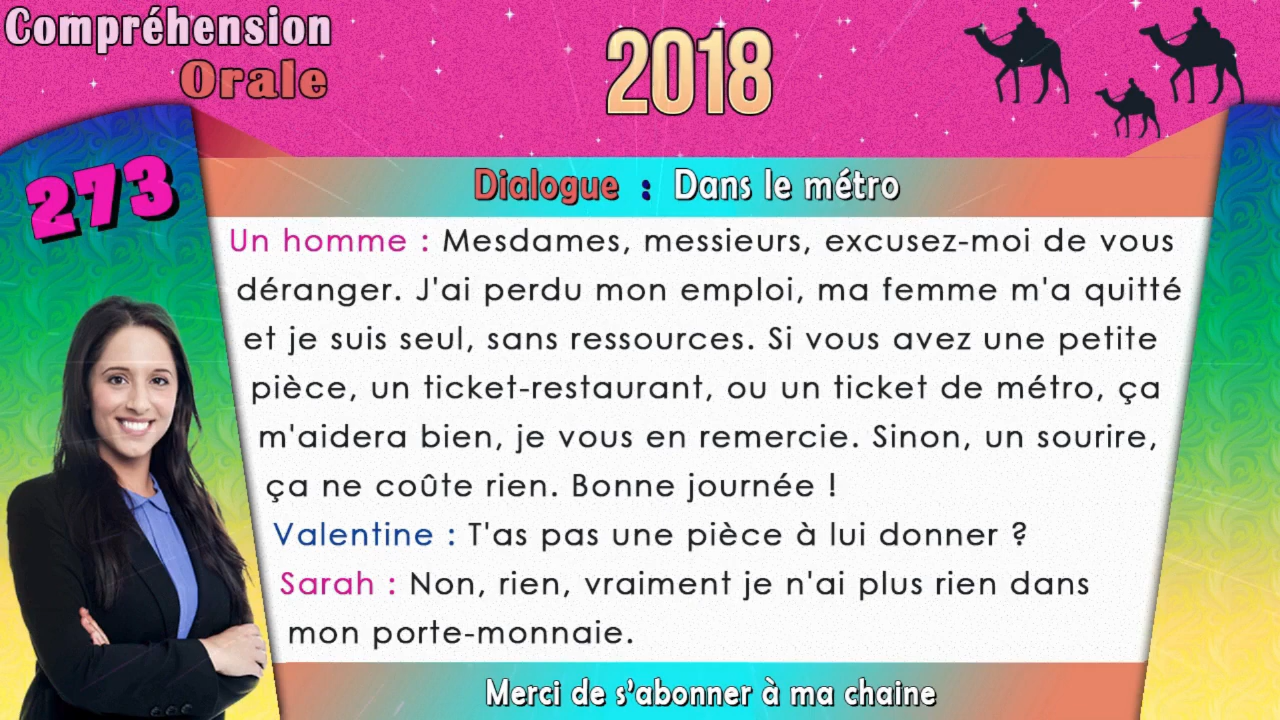 Compréhension
Orale
2018
273
Dialogue : Dans le métro
Un homme : Mesdames, messieurs, excusez-moi de vous
déranger. J'ai perdu mon emploi, ma femme m'a quitté
et je suis seul, sans ressources. Si vous avez une petite
pièce, un ticket-restaurant, ou un ticket de métro, ça
m'aidera bien, je vous en remercie. Sinon, un sourire,
ça ne coûte rien. Bonne journée !
Valentine : T'as pas une pièce à lui donner ?
Sarah : Non, rien, vraiment je n'ai plus rien dans
mon porte-monnaie.
Merci de s'abonner à ma chaine